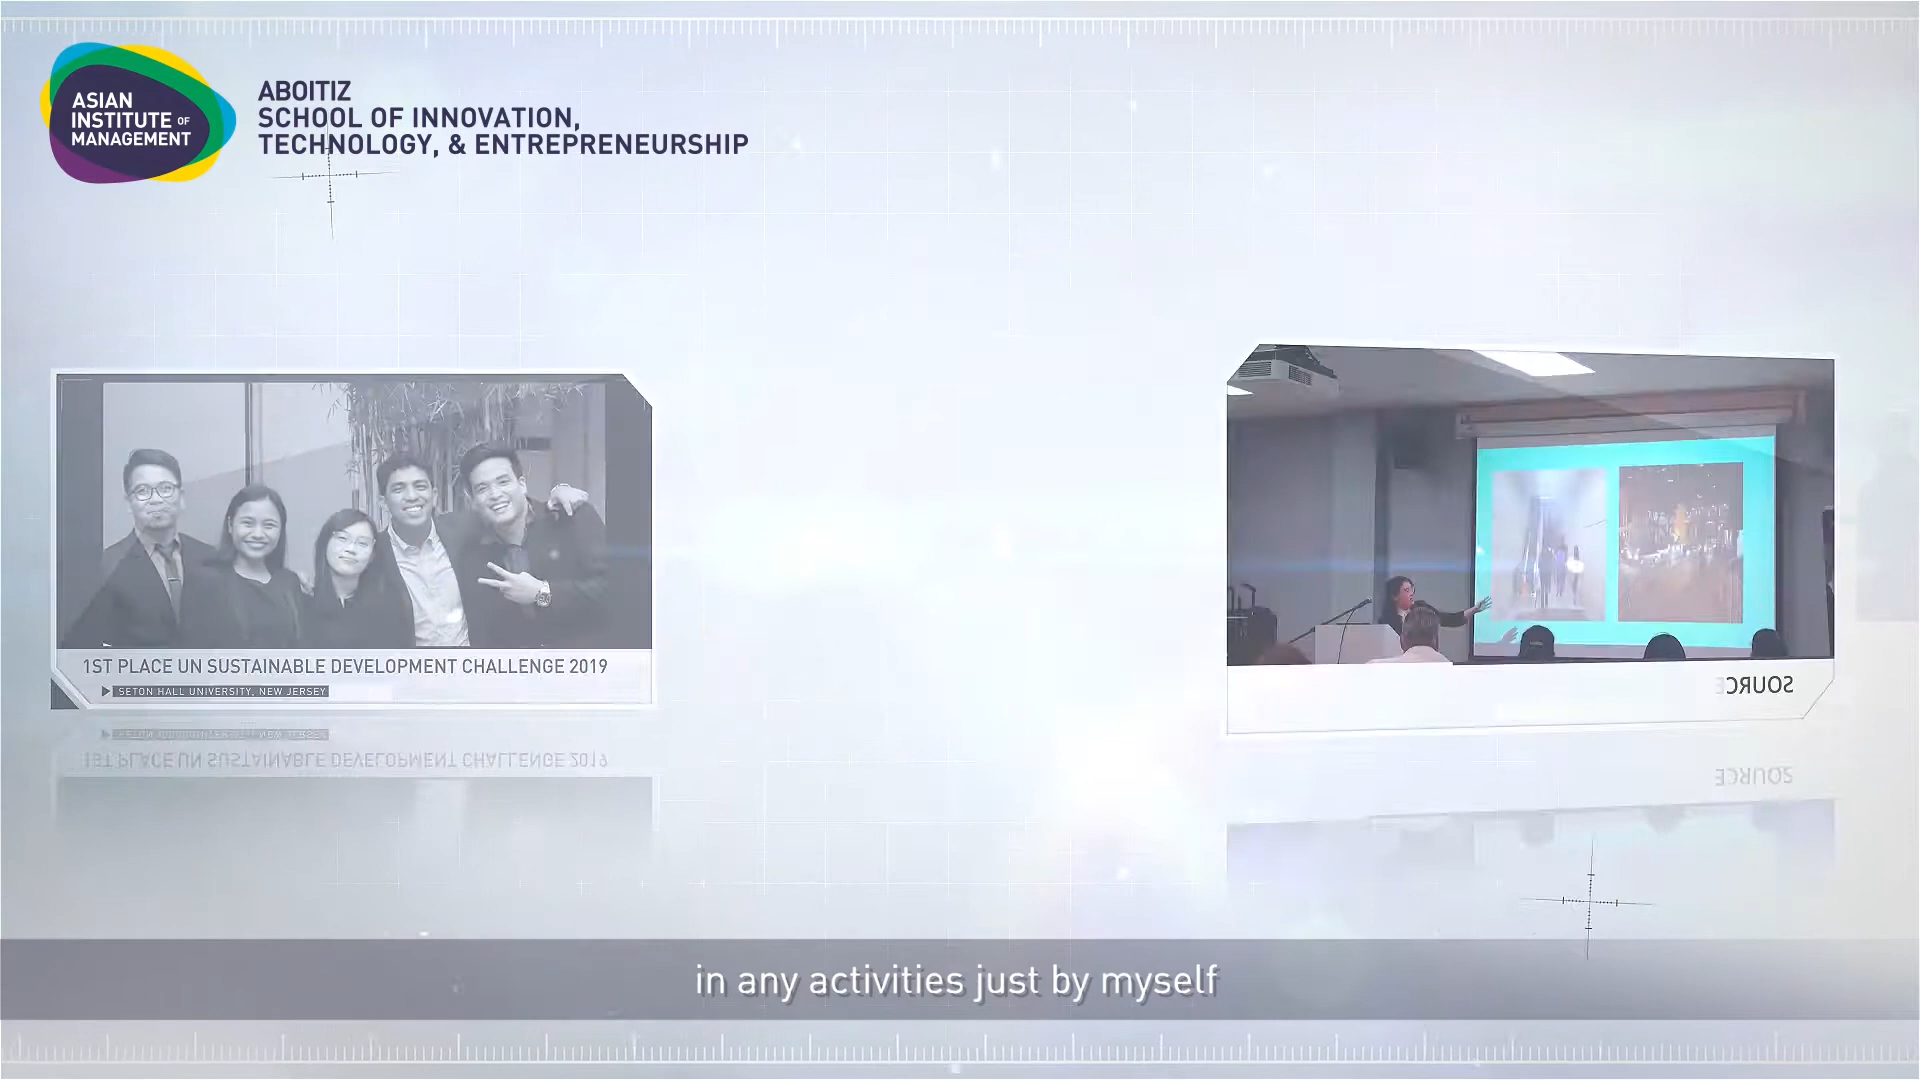 ASIAN
INSTITUTE OF
MANAGEMENT
ABOITIZ
SCHOOL OF INNOVATION,
TECHNOLOGY, & ENTREPRENEURSHIP
1ST PLACE UN SUSTAINABLE DEVELOPMENT CHALLENGE 2019
SETON HALL UNIVERSITY, NEW JERSEY
SOURCE
in any activities just by myself